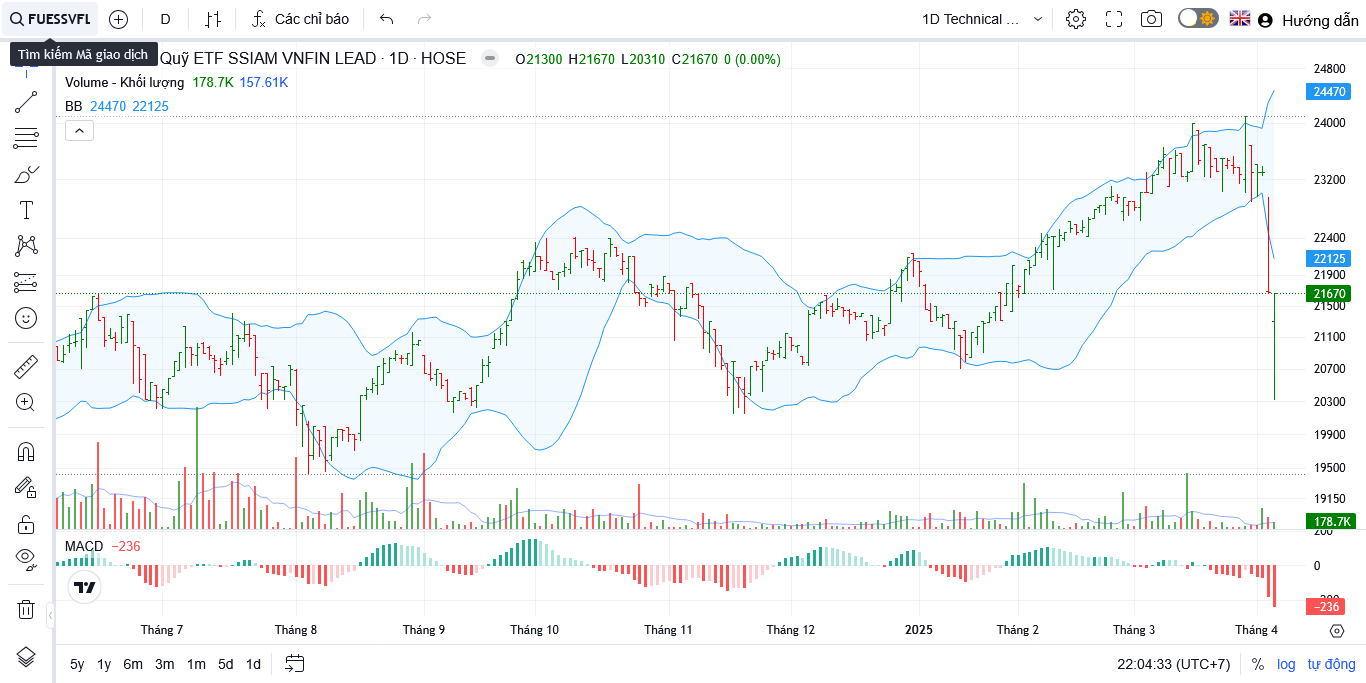 FUESSVFL
D
Các chỉ báo
1D Technical ...
Hướng dẫn
Tìm kiếm Mã giao dịch
Quỹ ETF SSIAM VNFIN LEAD · 1D · HOSE
O21300 H21670 L20310 C21670 0 (0.00%)
Volume - Khối lượng 178.7K 157.61K
BB 24470 22125
24800
24470
24000
23200
22400
22125
21900
21670
21500
21100
20700
20300
19900
19500
19150
178.7K
200
MACD −236
0
−236
Tháng 7
Tháng 8
Tháng 9
Tháng 10
Tháng 11
Tháng 12
2025
Tháng 2
Tháng 3
Tháng 4
5y 1y 6m 3m 1m 5d 1d
22:04:33 (UTC+7)
%
log
tự động